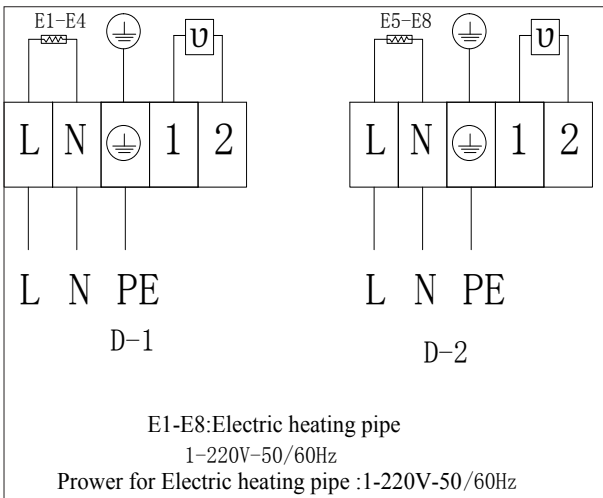 E1-E4 E5-E8
υ υ
L N 1 2 L N 1 2
L N PE L N PE
D-1 D-2
E1-E8:Electric heating pipe
1-220V-50/60Hz
Prower for Electric heating pipe :1-220V-50/60Hz